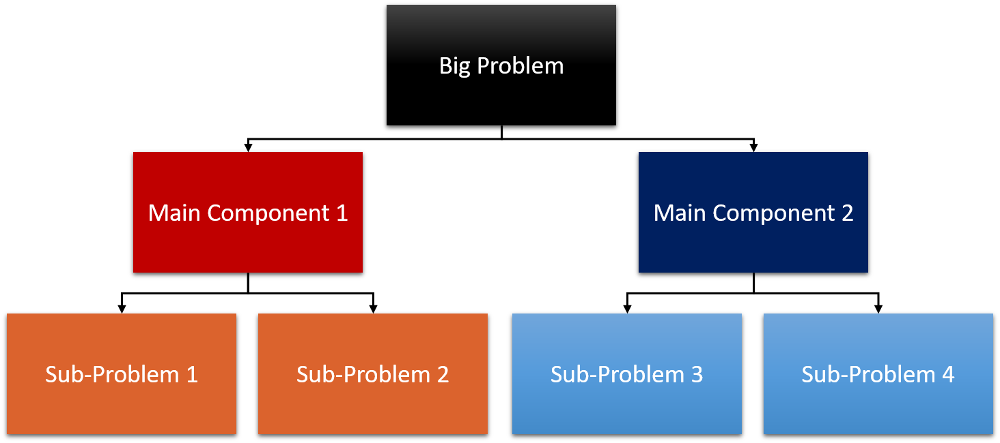 Big Problem
Main Component 1
Main Component 2
Sub-Problem 1
Sub-Problem 2
Sub-Problem 3
Sub-Problem 4